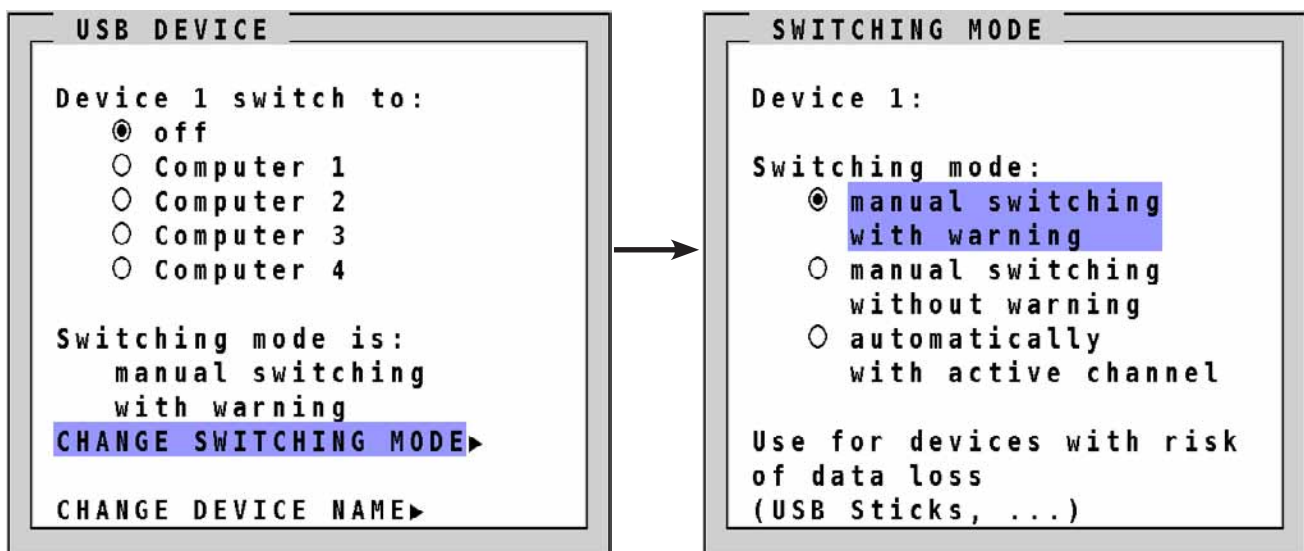 USB DEVICE
Device 1 switch to:
off
Computer 1
Computer 2
Computer 3
Computer 4
Switching mode is:
manual switching
with warning
CHANGE SWITCHING MODE▶
CHANGE DEVICE NAME▶
SWITCHING MODE
Device 1:
Switching mode:
manual switching
with warning
manual switching
without warning
automatically
with active channel
Use for devices with risk
of data loss
(USB Sticks, ...)